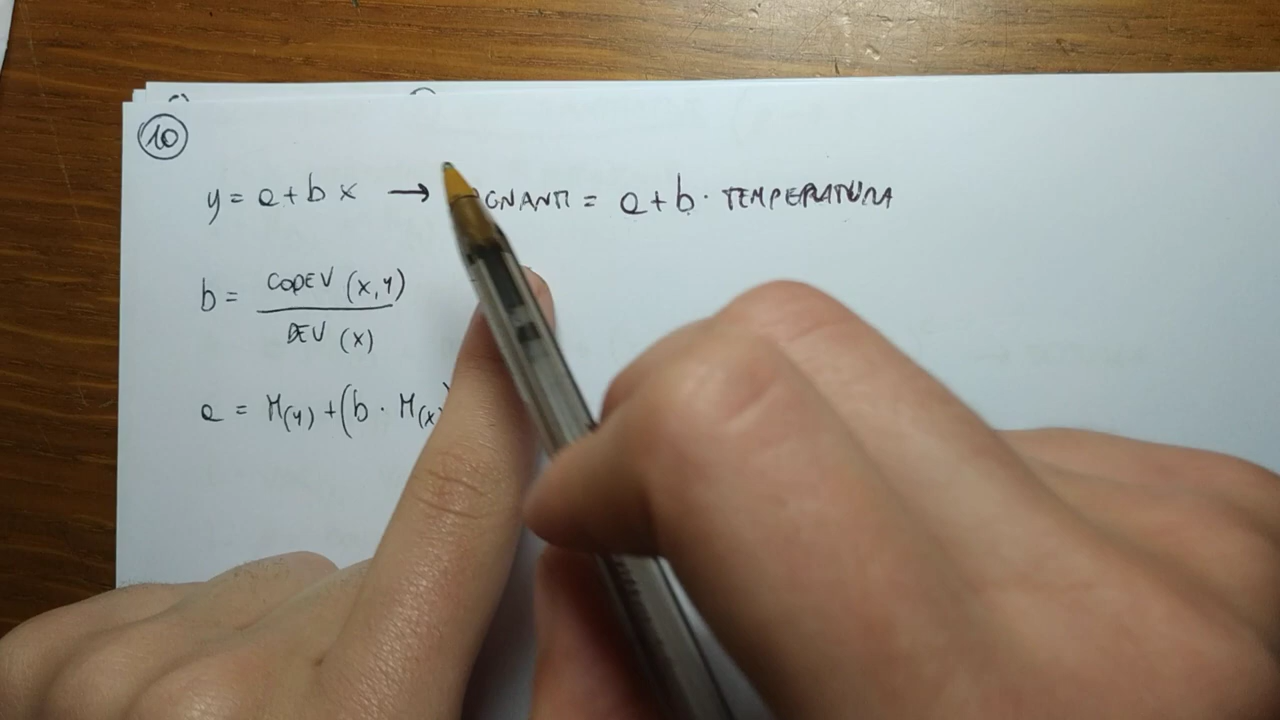 10
y = a + b x → GNANTI = a + b · TEMPERATURA
b = CODEV (x,y)
DEV (x)
a = M(y) + (b · M(x)